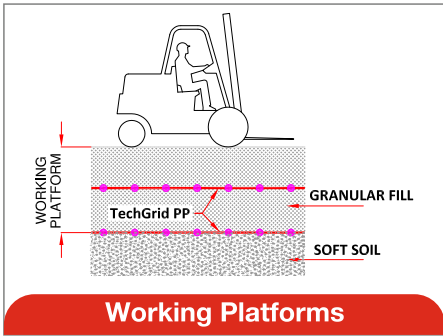 WORKING
PLATFORM
TechGrid PP
GRANULAR FILL
SOFT SOIL
Working Platforms